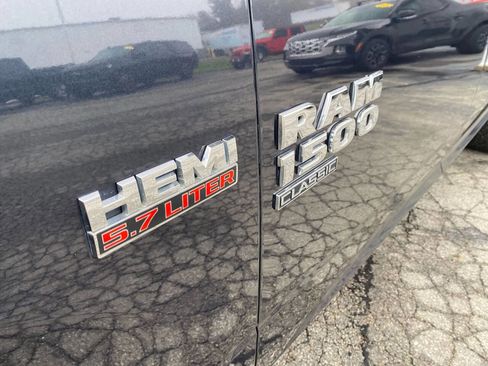 HEMI
5.7 LITER
RAM
1500
CLASSIC